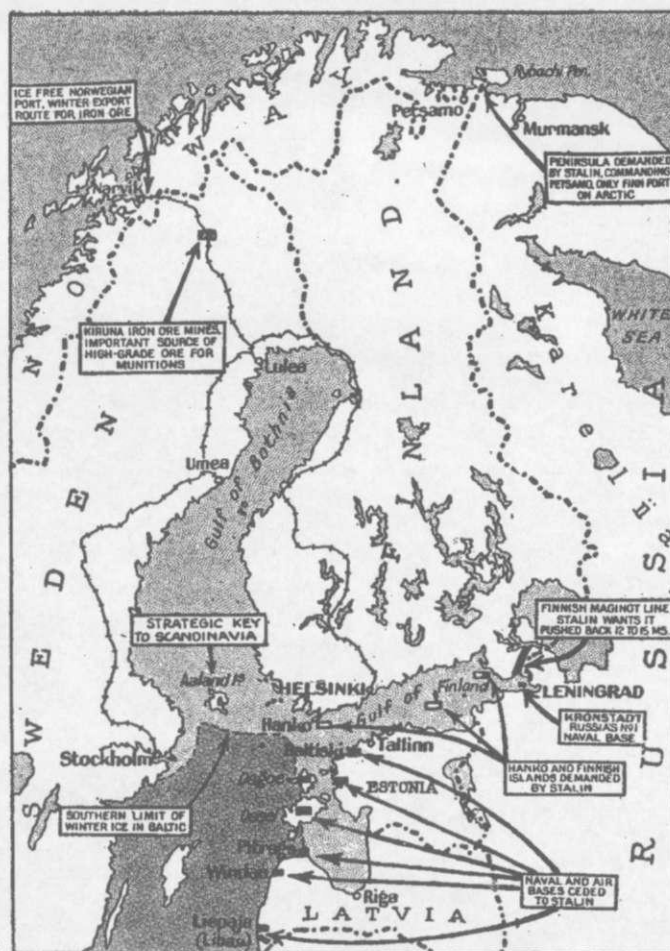 Rybachi Pen.
ICE FREE NORWEGIAN
PORT, WINTER EXPORT
ROUTE FOR IRON ORE
NORWAY
Petsamo
Murmansk
PENINSULA DEMANDED
BY STALIN, COMMANDING
PETSAMO, ONLY FINN PORT
ON ARCTIC
Narvik
KIRUNA IRON ORE MINES,
IMPORTANT SOURCE OF
HIGH-GRADE ORE FOR
MUNITIONS
WHITE
SEA
Karelia
FINLAND
Lulea
Gulf of Bothnia
Umea
SWEDEN
RUSSIA
STRATEGIC KEY
TO SCANDINAVIA
FINNISH MAGINOT LINE
STALIN WANTS IT
PUSHED BACK 12 TO 15 MS.
Aaland Is
HELSINKI
Gulf of Finland
LENINGRAD
Hanko
KRONSTADT
RUSSIA'S Nº1
NAVAL BASE
Stockholm
Baltiski
Tallinn
HANKO AND FINNISH
ISLANDS DEMANDED
BY STALIN
Dagoe
ESTONIA
SOUTHERN LIMIT OF
WINTER ICE IN BALTIC
Oesel
Windau
NAVAL AND AIR
BASES CEDED
TO STALIN
Riga
LATVIA
Liepaja
(Libau)